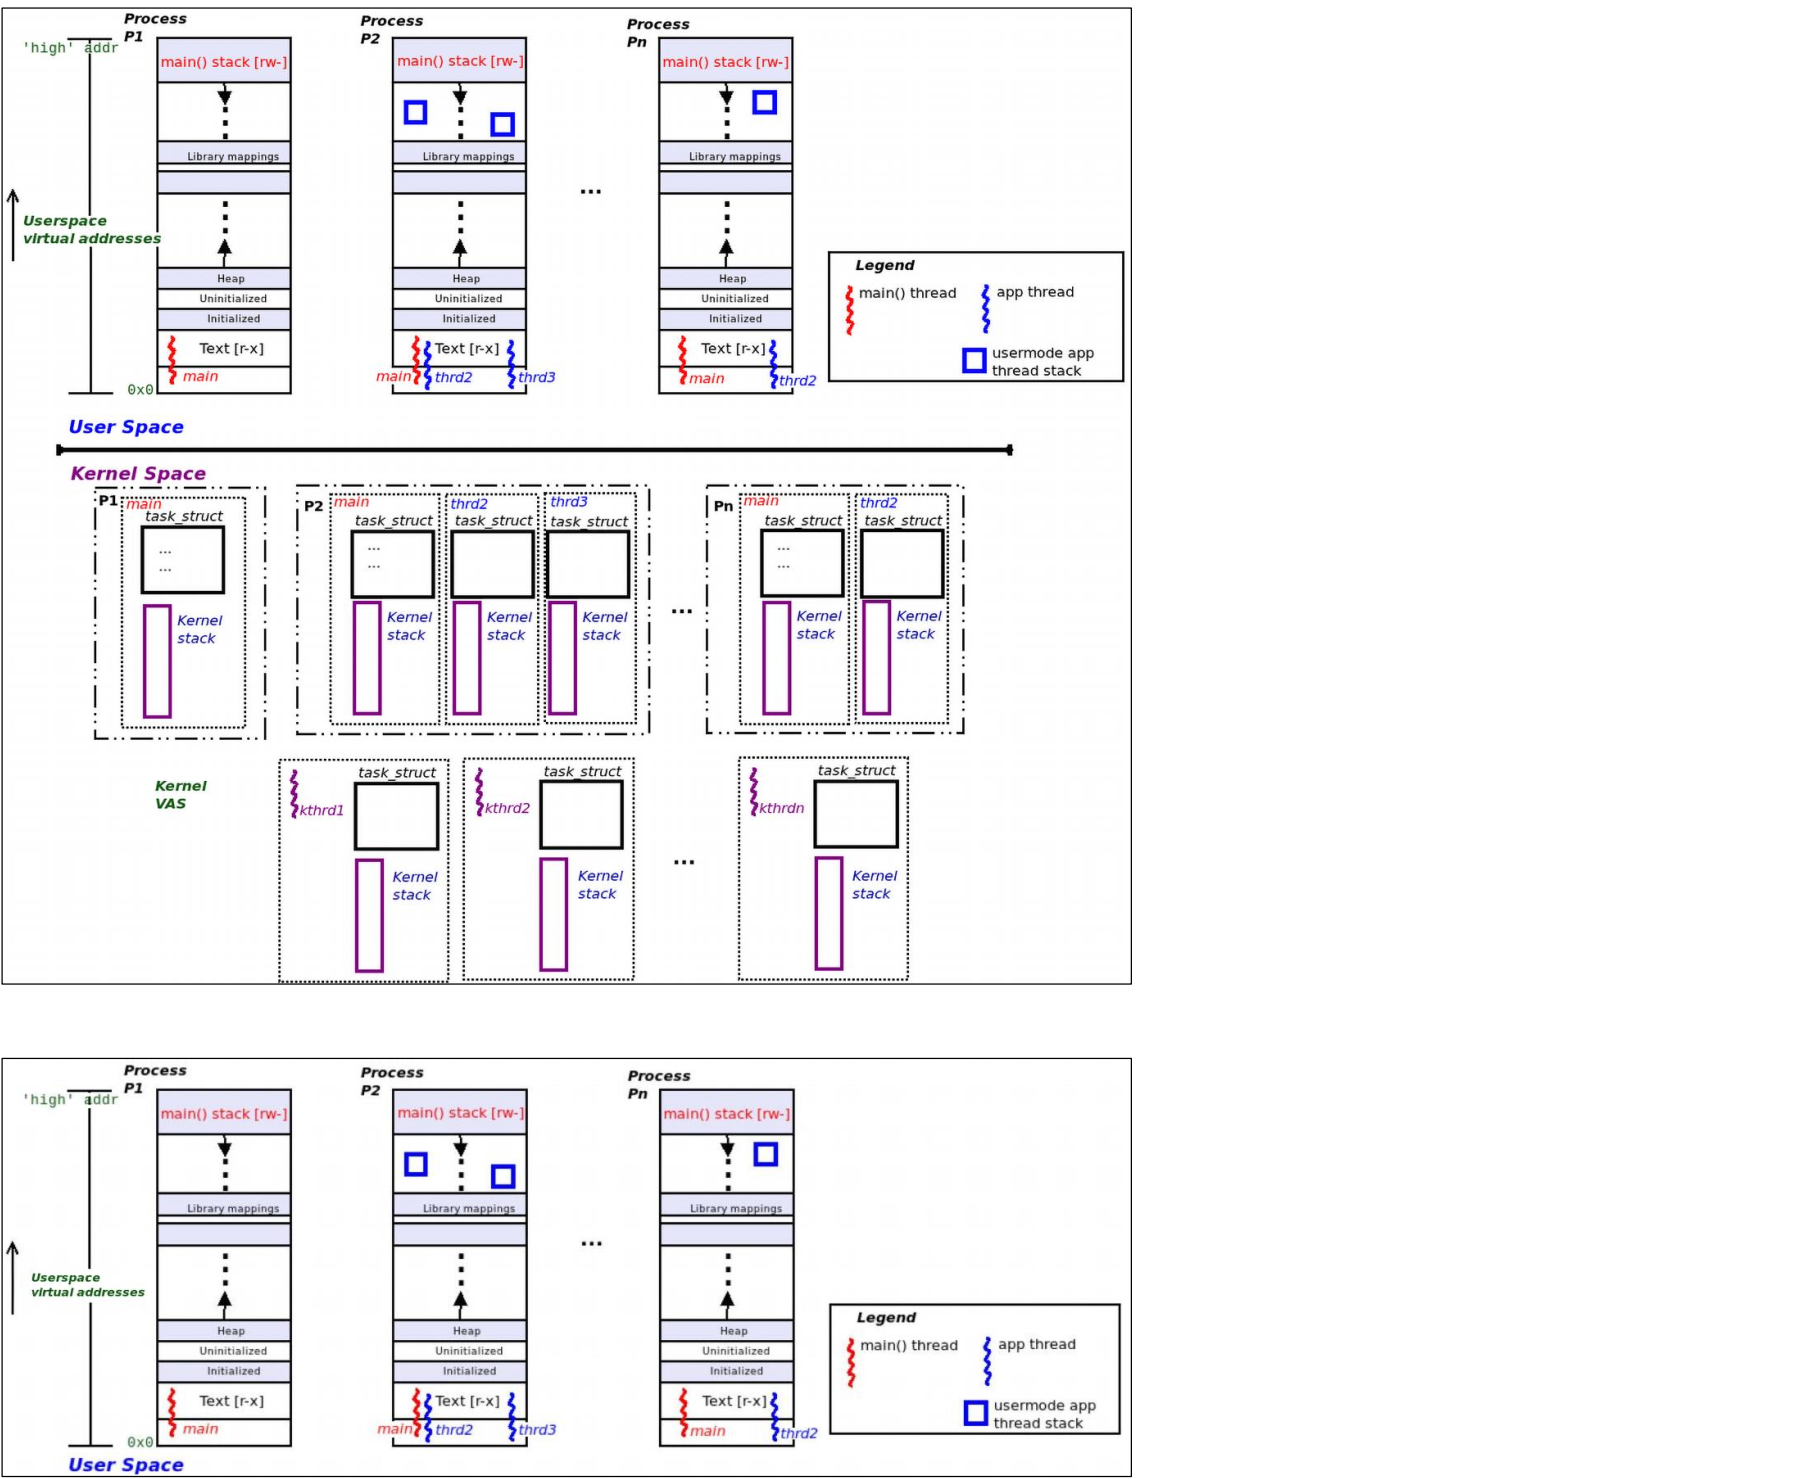 Process
P1
Process
P2
Process
Pn
'high' addr
main() stack [rw-]
main() stack [rw-]
main() stack [rw-]
Library mappings
Library mappings
Library mappings
...
Userspace
virtual addresses
Heap
Heap
Heap
Uninitialized
Uninitialized
Uninitialized
Initialized
Initialized
Initialized
Text [r-x]
Text [r-x]
Text [r-x]
main
main
thrd2
thrd3
main
thrd2
0x0
Legend
main() thread
app thread
usermode app
thread stack
User Space
Kernel Space
P1
main
task_struct
...
...
Kernel
stack
P2
main
task_struct
...
...
Kernel
stack
thrd2
task_struct
Kernel
stack
thrd3
task_struct
Kernel
stack
...
Pn
main
task_struct
...
...
Kernel
stack
thrd2
task_struct
Kernel
stack
Kernel
VAS
kthrd1
task_struct
Kernel
stack
kthrd2
task_struct
Kernel
stack
...
kthrdn
task_struct
Kernel
stack
Process
P1
Process
P2
Process
Pn
'high' addr
main() stack [rw-]
main() stack [rw-]
main() stack [rw-]
Library mappings
Library mappings
Library mappings
...
Userspace
virtual addresses
Heap
Heap
Heap
Uninitialized
Uninitialized
Uninitialized
Initialized
Initialized
Initialized
Text [r-x]
Text [r-x]
Text [r-x]
main
main
thrd2
thrd3
main
thrd2
0x0
Legend
main() thread
app thread
usermode app
thread stack
User Space